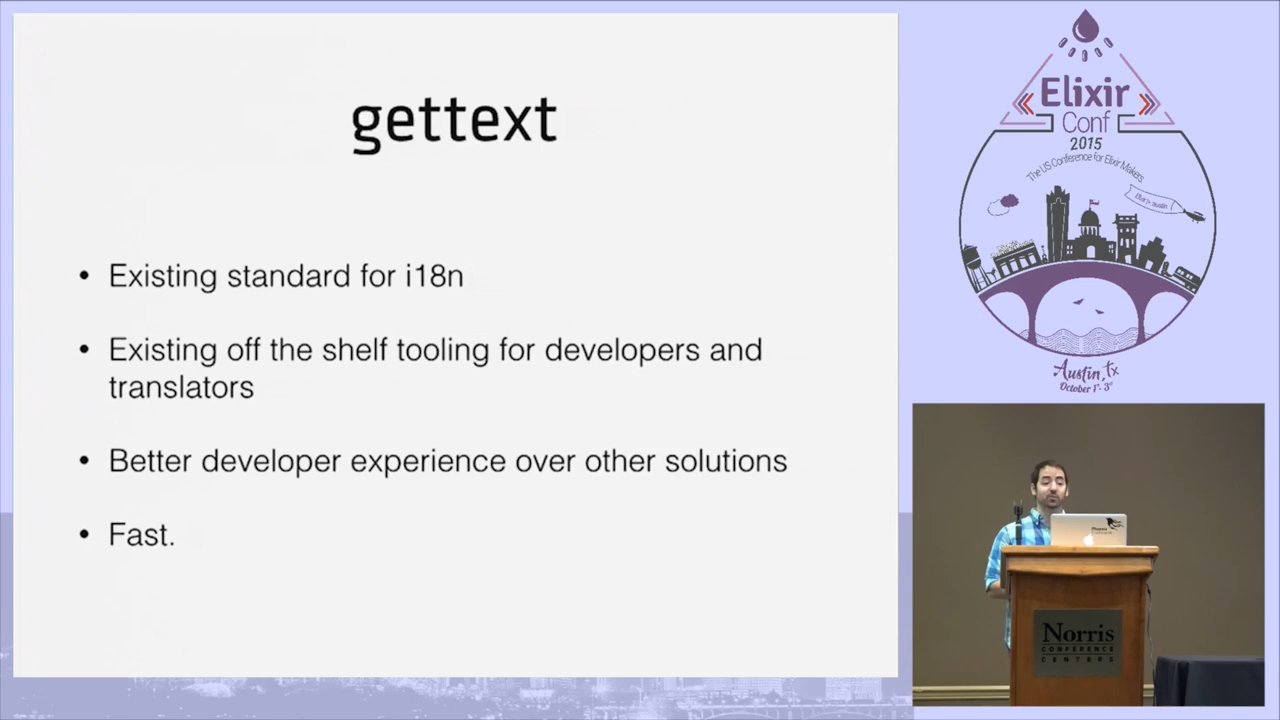 gettext
• Existing standard for i18n
• Existing off the shelf tooling for developers and
translators
• Better developer experience over other solutions
• Fast.
Elixir
Conf
2015
The US Conference for Elixir Makers
Austin, tx
October 1st - 3rd
Phoenix
Norris
CONFERENCE
CENTERS